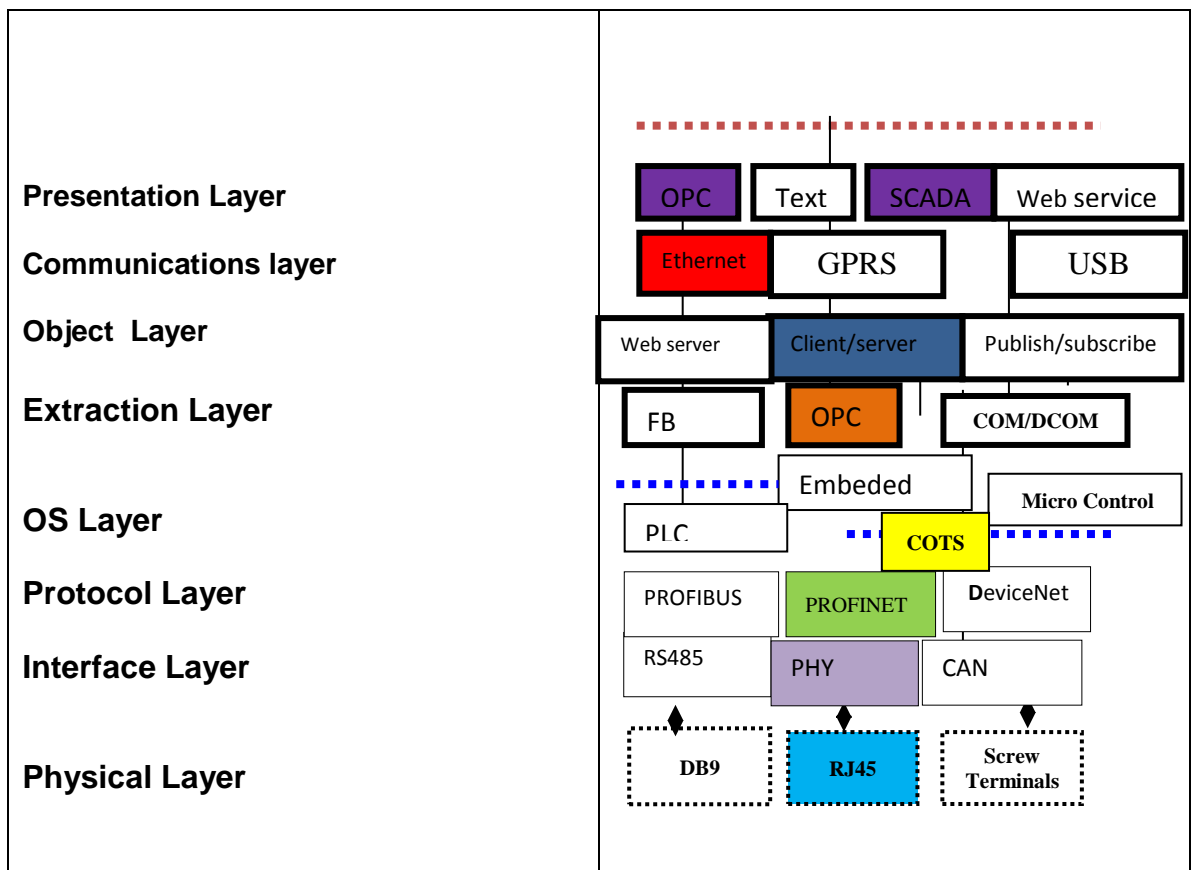 Presentation Layer
OPC
Text
SCADA
Web service
Communications layer
Ethernet
GPRS
USB
Object Layer
Web server
Client/server
Publish/subscribe
Extraction Layer
FB
OPC
COM/DCOM
Embeded
Micro Control
OS Layer
PLC
COTS
Protocol Layer
PROFIBUS
PROFINET
DeviceNet
Interface Layer
RS485
PHY
CAN
Physical Layer
DB9
RJ45
Screw
Terminals